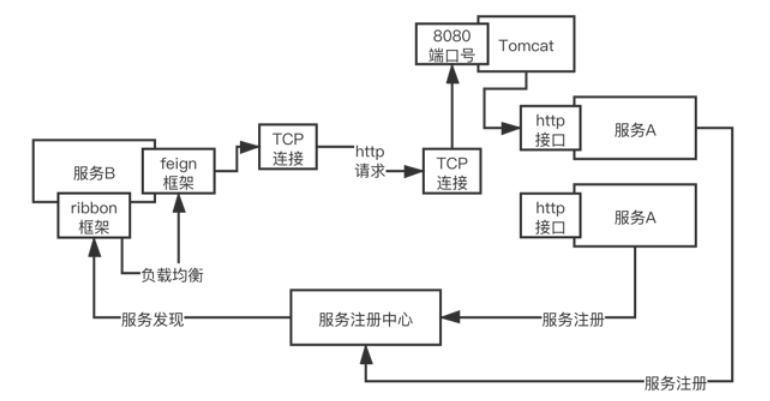 8080
端口号
Tomcat
http
接口
服务A
TCP
连接
http
请求
TCP
连接
服务B
feign
框架
ribbon
框架
http
接口
服务A
负载均衡
服务发现
服务注册中心
服务注册
服务注册